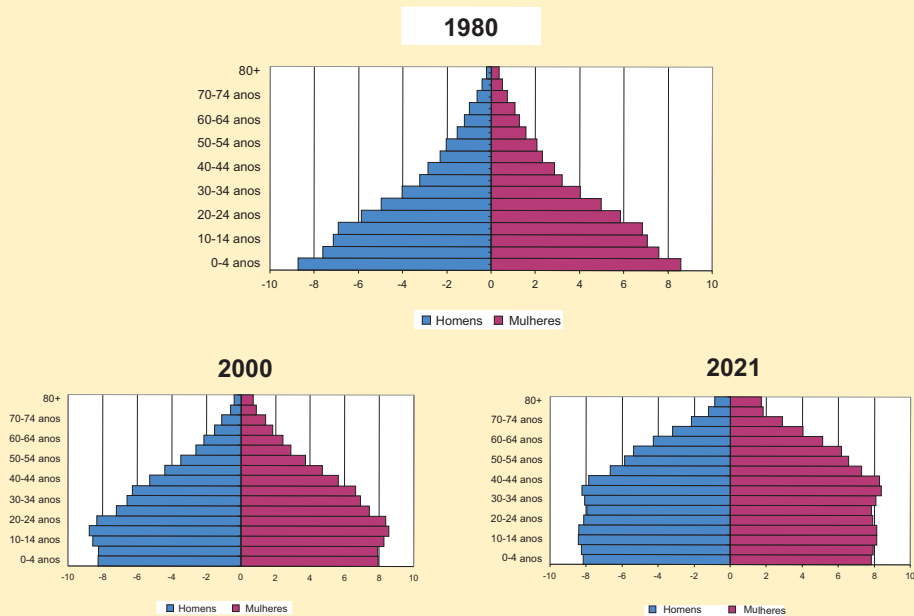 1980
80+
70-74 anos
60-64 anos
50-54 anos
40-44 anos
30-34 anos
20-24 anos
10-14 anos
0-4 anos
-10 -8 -6 -4 -2 0 2 4 6 8 10
Homens Mulheres
2000
80+
70-74 anos
60-64 anos
50-54 anos
40-44 anos
30-34 anos
20-24 anos
10-14 anos
0-4 anos
-10 -8 -6 -4 -2 0 2 4 6 8 10
Homens Mulheres
2021
80+
70-74 anos
60-64 anos
50-54 anos
40-44 anos
30-34 anos
20-24 anos
10-14 anos
0-4 anos
-10 -8 -6 -4 -2 0 2 4 6 8 10
Homens Mulheres